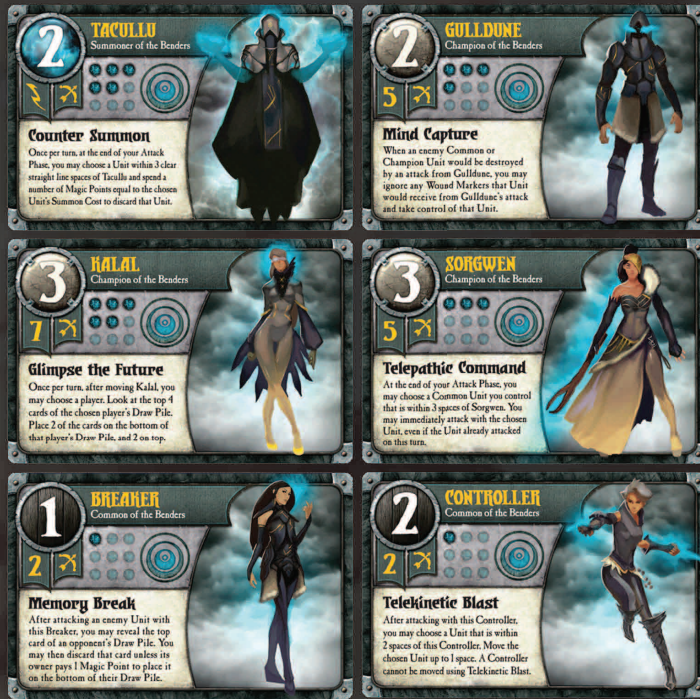 2
TACULLU
Summoner of the Benders
Counter Summon
Once per turn, at the end of your Attack
Phase, you may choose a Unit within 3 clear
straight line spaces of Tacullu and spend a
number of Magic Points equal to the chosen
Unit's Summon Cost to discard that Unit.
2
GULLDUNE
Champion of the Benders
5
Mind Capture
When an enemy Common or
Champion Unit would be destroyed
by an attack from Gulldune, you may
ignore any Wound Markers that Unit
would receive from Gulldune's attack
and take control of that Unit.
3
KALAL
Champion of the Benders
7
Glimpse the Future
Once per turn, after moving Kalal, you
may choose a player. Look at the top 4
cards of the chosen player's Draw Pile.
Place 2 of the cards on the bottom of
that player's Draw Pile, and 2 on top.
3
SORGWEN
Champion of the Benders
5
Telepathic Command
At the end of your Attack Phase, you
may choose a Common Unit you control
that is within 3 spaces of Sorgwen. You
may immediately attack with the chosen
Unit, even if the Unit already attacked
on this turn.
1
BREAKER
Common of the Benders
2
Memory Break
After attacking an enemy Unit with
this Breaker, you may reveal the top
card of an opponent's Draw Pile. You
may then discard that card unless its
owner pays 1 Magic Point to place it
on the bottom of their Draw Pile.
2
CONTROLLER
Common of the Benders
2
Telekinetic Blast
After attacking with this Controller,
you may choose a Unit that is within
2 spaces of this Controller. Move the
chosen Unit up to 1 space. A Controller
cannot be moved using Telekinetic Blast.